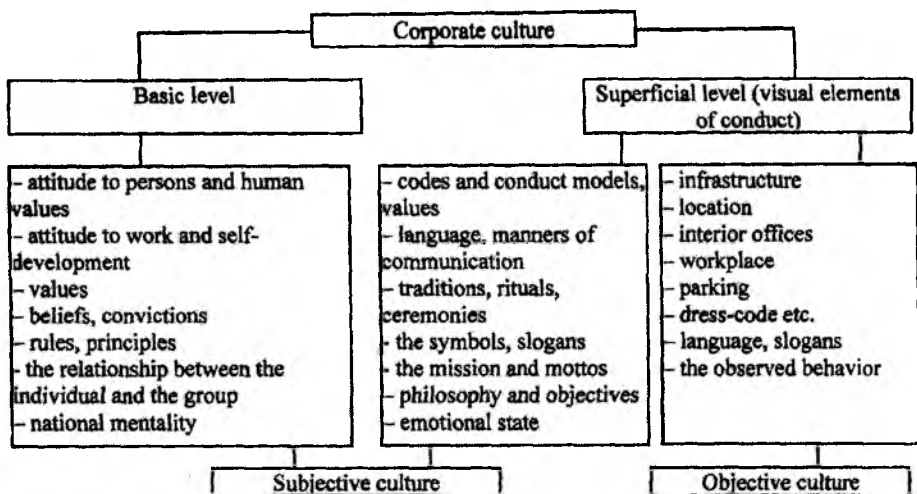 Corporate culture
Basic level
Superficial level (visual elements
of conduct)
– attitude to persons and human
values
– attitude to work and self-
development
– values
– beliefs, convictions
– rules, principles
– the relationship between the
individual and the group
– national mentality
– codes and conduct models,
values
– language, manners of
communication
– traditions, rituals,
ceremonies
– the symbols, slogans
– the mission and mottos
– philosophy and objectives
– emotional state
– infrastructure
– location
– interior offices
– workplace
– parking
– dress-code etc.
– language, slogans
– the observed behavior
Subjective culture
Objective culture